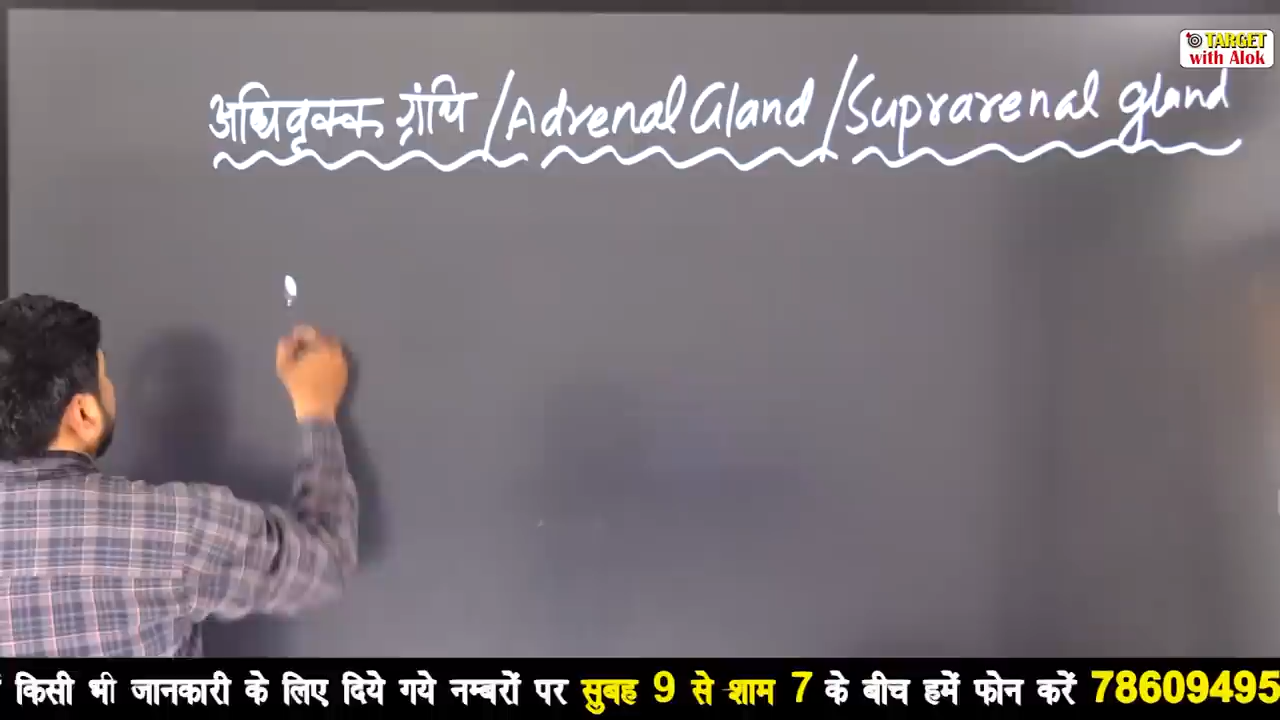 TARGET
with Alok
अधिवृक्क ग्रंथि / Adrenal Gland / Suprarenal gland
किसी भी जानकारी के लिए दिये गये नम्बरों पर सुबह 9 से शाम 7 के बीच हमें फोन करें 78609495